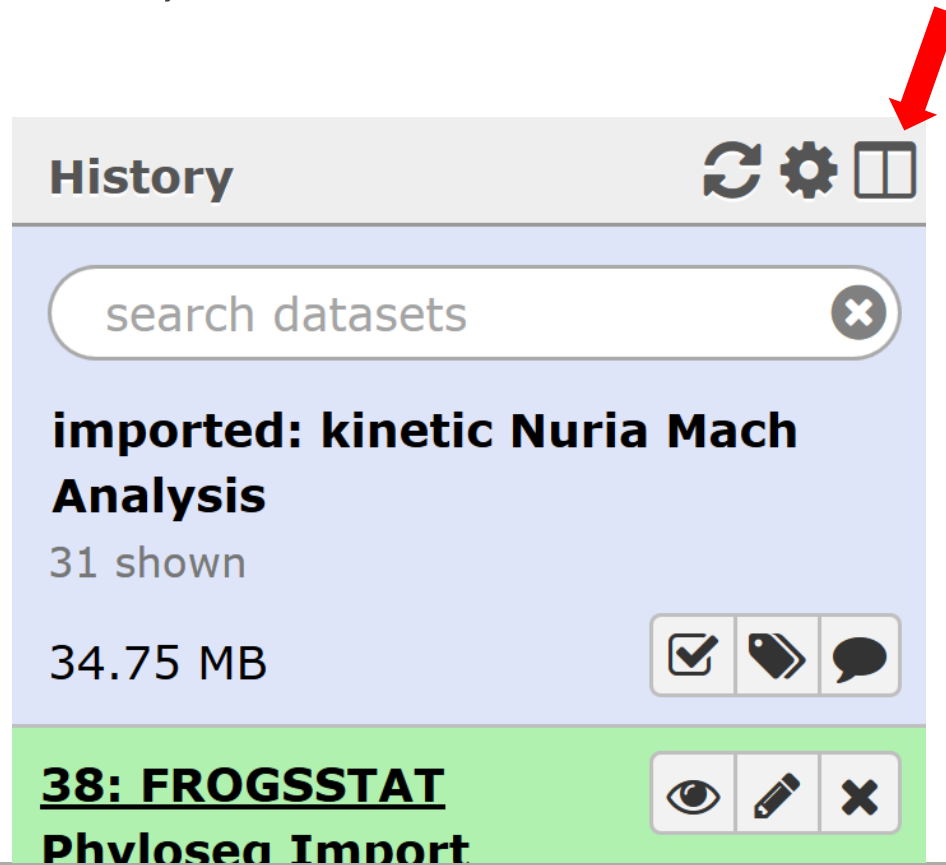 History
search datasets
imported: kinetic Nuria Mach
Analysis
31 shown
34.75 MB
38: FROGSSTAT
Phyloseq Import